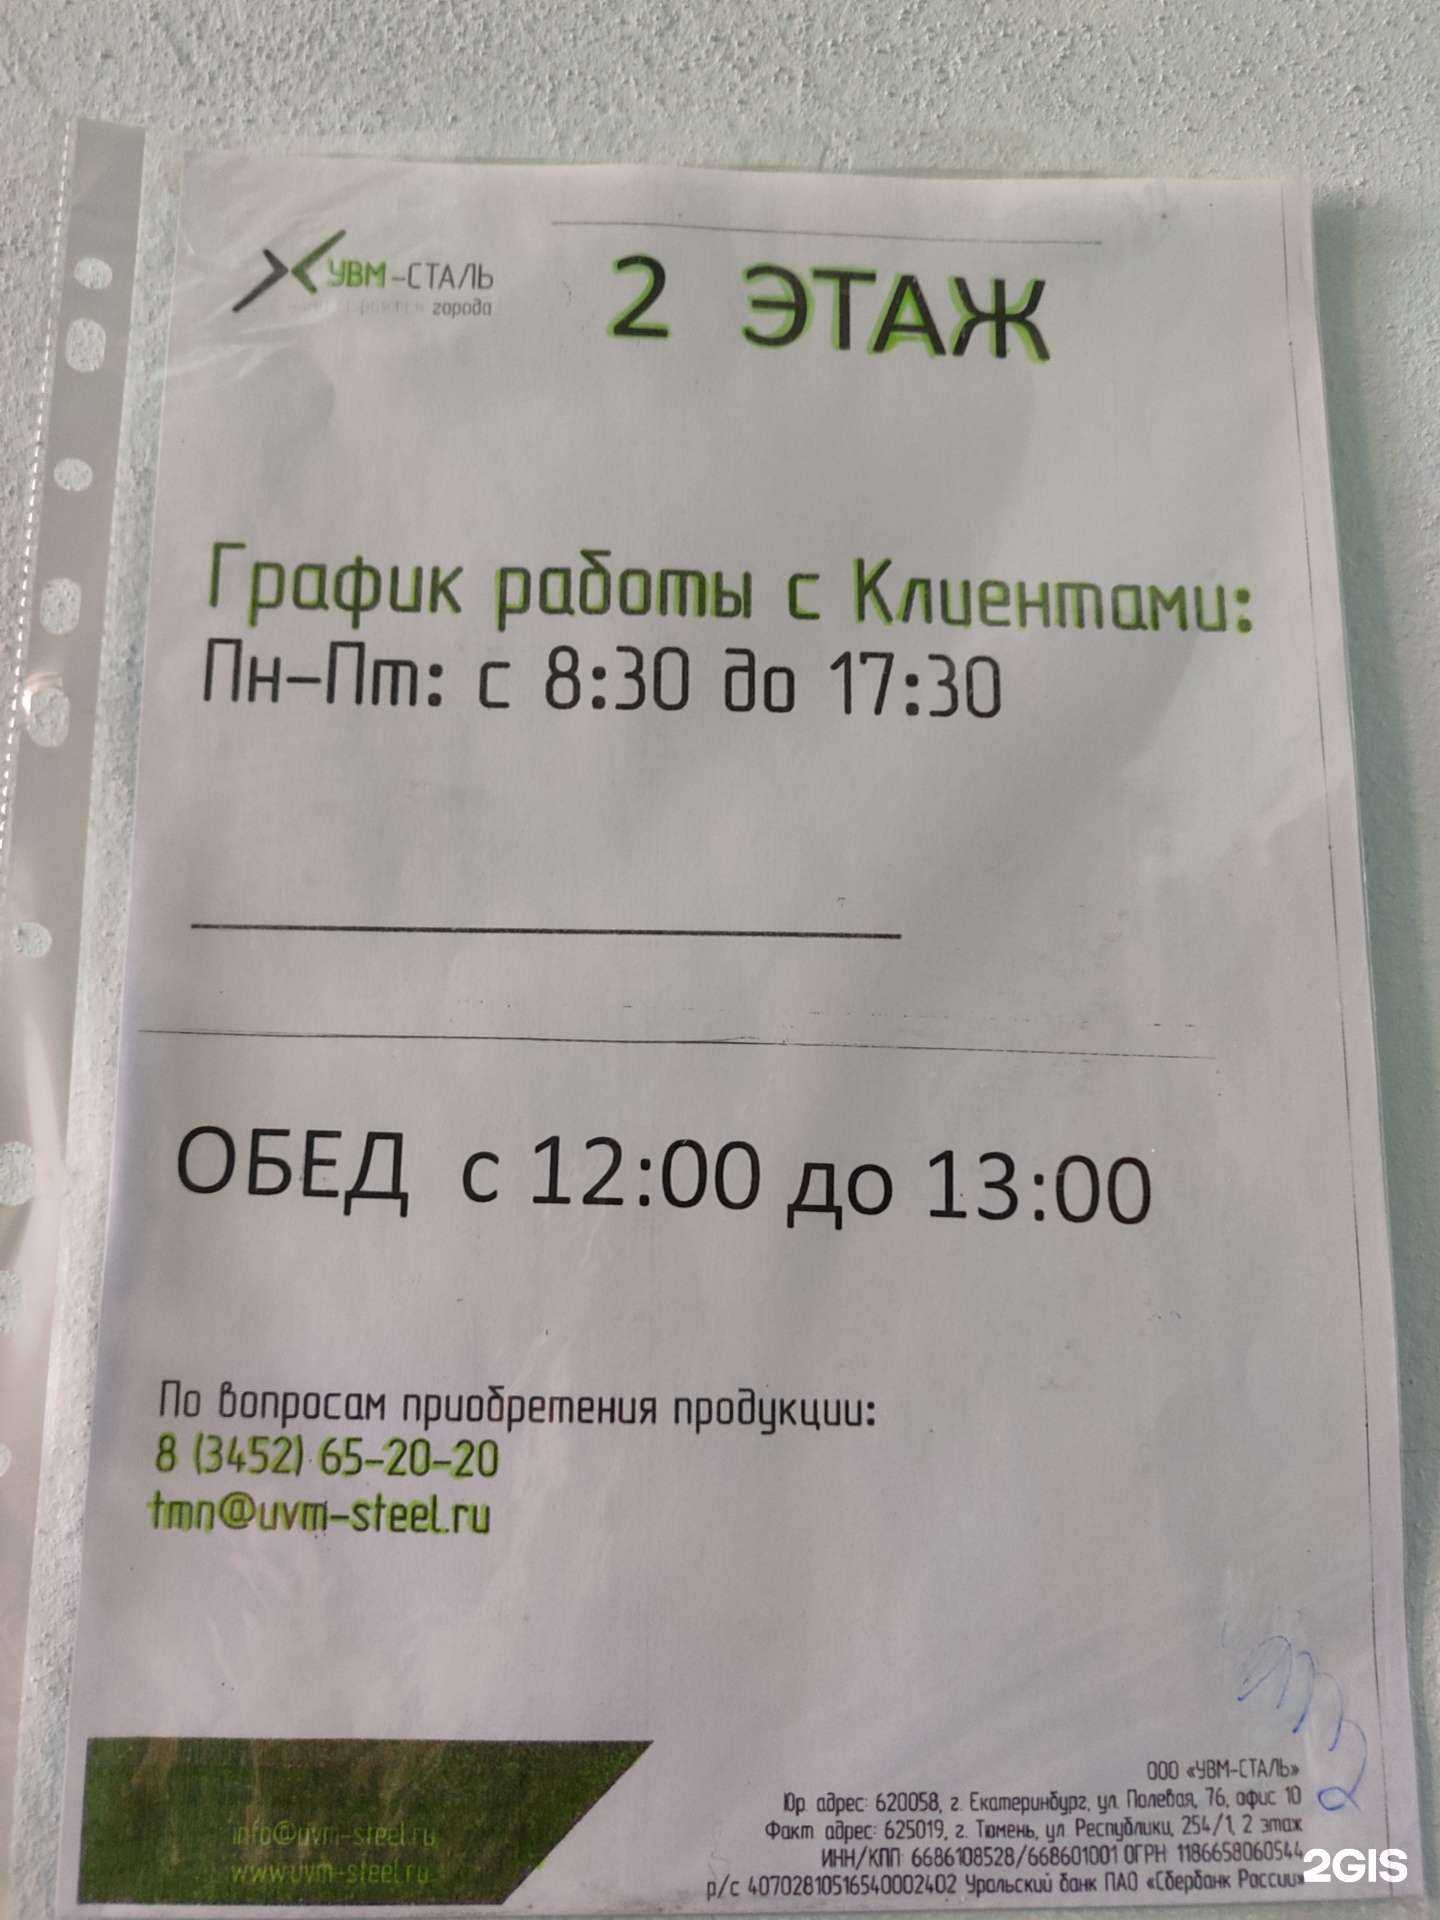 УВМ-СТАЛЬ
города
2 ЭТАЖ
График работы с Клиентами:
Пн-Пт: с 8:30 до 17:30
ОБЕД с 12:00 до 13:00
По вопросам приобретения продукции:
8 (3452) 65-20-20
tmn@uvm-steel.ru
info@uvm-steel.ru
www.uvm-steel.ru
ООО «УВМ-СТАЛЬ»
Юр. адрес: 620058, г. Екатеринбург, ул. Полевая, 76, офис 10
Факт. адрес: 625019, г. Тюмень, ул. Республики, 254/1, 2 этаж
ИНН/КПП 6686108528/668601001 ОГРН 1186658060544
р/с 40702810516540002402 Уральский банк ПАО «Сбербанк России»
2GIS